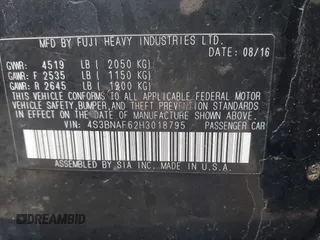 MFD. BY FUJI HEAVY INDUSTRIES LTD.
DATE: 08/16
GVWR: 4519 LB ( 2050 KG)
GAWR: F 2535 LB ( 1150 KG)
GAWR: R 2645 LB ( 1200 KG)
THIS VEHICLE CONFORMS TO ALL APPLICABLE FEDERAL MOTOR
VEHICLE SAFETY, BUMPER, AND THEFT PREVENTION STANDARDS
IN EFFECT ON THE DATE OF MANUFACTURE SHOWN ABOVE.
VIN: 4S3BNAF62H3018795 PASSENGER CAR
ASSEMBLED BY SIA INC. MADE IN U.S.A.
© DREAMBID